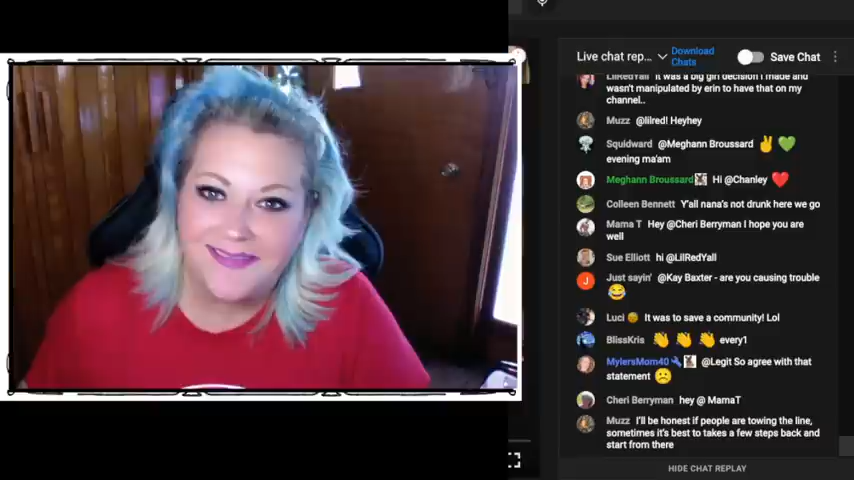 Live chat rep...
Download
Chats
Save Chat
LilRedYall It was a big girl decision I made and
wasn't manipulated by erin to have that on my
channel..
Muzz @lilred! Heyhey
Squidward @Meghann Broussard ✌️ 💚
evening ma'am
Meghann Broussard Hi @Chanley ❤️
Colleen Bennett Y'all nana's not drunk here we go
Mama T Hey @Cheri Berryman I hope you are
well
Sue Elliott hi @LilRedYall
Just sayin' @Kay Baxter - are you causing trouble
😂
Luci It was to save a community! Lol
BlissKris 👋 👋 👋 every1
MylersMom40 @Legit So agree with that
statement ☹️
Cheri Berryman hey @ MamaT
Muzz I'll be honest if people are towing the line,
sometimes it's best to takes a few steps back and
start from there
HIDE CHAT REPLAY